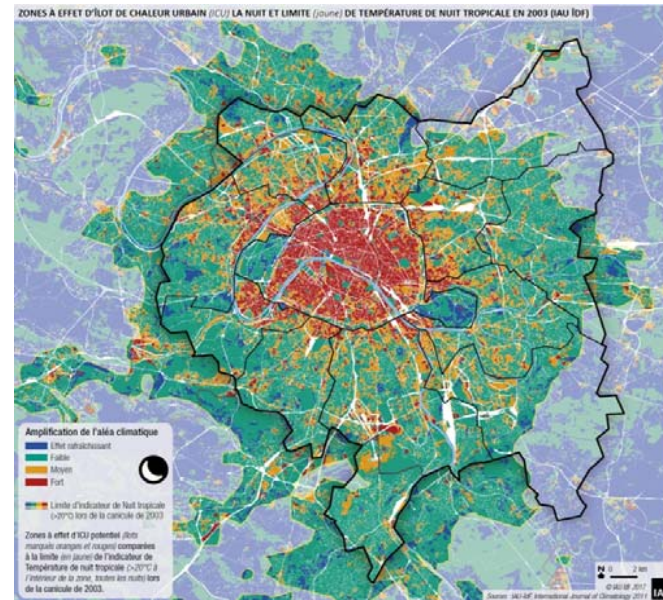 ZONES À EFFET D'ÎLOT DE CHALEUR URBAIN (ICU) LA NUIT ET LIMITE (jaune) DE TEMPÉRATURE DE NUIT TROPICALE EN 2003 (IAU ÎDF)
Amplification de l'aléa climatique
Effet rafraîchissant
Faible
Moyen
Fort
Limite d'indicateur de Nuit tropicale
(>20°C) lors de la canicule de 2003
Zones à effet d'ICU potentiel (îlots
marqués oranges et rouges) comparées
à la limite (en jaune) de l'indicateur de
Température de nuit tropicale (>20°C à
l'intérieur de la zone, toutes les nuits) lors
de la canicule de 2003.
N 0 2 km
© IAU îdF 2017
Sources : IAU-îdF, International Journal of Climatology 2011